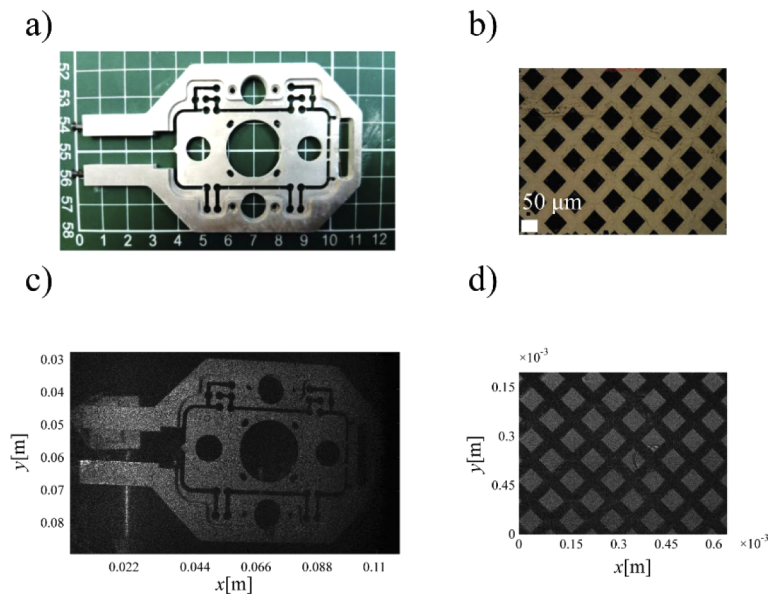 a)
b)
52
53
54
55
56
57
58
0 1 2 3 4 5 6 7 8 9 10 11 12
50 μm
c)
d)
×10⁻³
0.03
0.04
0.05
0.06
0.07
0.08
y[m]
0.022 0.044 0.066 0.088 0.11
x[m]
0.15
0.3
0.45
0
y[m]
0 0.15 0.3 0.45 0.6 ×10⁻³
x[m]